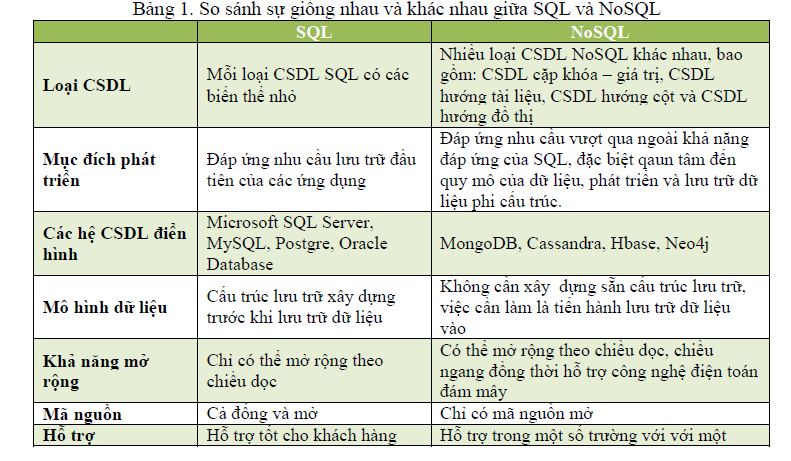 Bảng 1. So sánh sự giống nhau và khác nhau giữa SQL và NoSQL
SQL
NoSQL
Loại CSDL
Mỗi loại CSDL SQL có các
biến thể nhỏ
Nhiều loại CSDL NoSQL khác nhau, bao
gồm: CSDL cặp khóa – giá trị, CSDL
hướng tài liệu, CSDL hướng cột và CSDL
hướng đồ thị
Mục đích phát
triển
Đáp ứng nhu cầu lưu trữ đầu
tiên của các ứng dụng
Đáp ứng nhu cầu vượt qua ngoài khả năng
đáp ứng của SQL, đặc biệt qaun tâm đến
quy mô của dữ liệu, phát triển và lưu trữ dữ
liệu phi cấu trúc.
Các hệ CSDL điển
hình
Microsoft SQL Server,
MySQL, Postgre, Oracle
Database
MongoDB, Cassandra, Hbase, Neo4j
Mô hình dữ liệu
Cấu trúc lưu trữ xây dựng
trước khi lưu trữ dữ liệu
Không cần xây dựng sẵn cấu trúc lưu trữ,
việc cần làm là tiến hành lưu trữ dữ liệu
vào
Khả năng mở
rộng
Chỉ có thể mở rộng theo
chiều dọc
Có thể mở rộng theo chiều dọc, chiều
ngang đồng thời hỗ trợ công nghệ điện toán
đám mây
Mã nguồn
Cả đóng và mở
Chỉ có mã nguồn mở
Hỗ trợ
Hỗ trợ tốt cho khách hàng
Hỗ trợ trong một số trường với với một